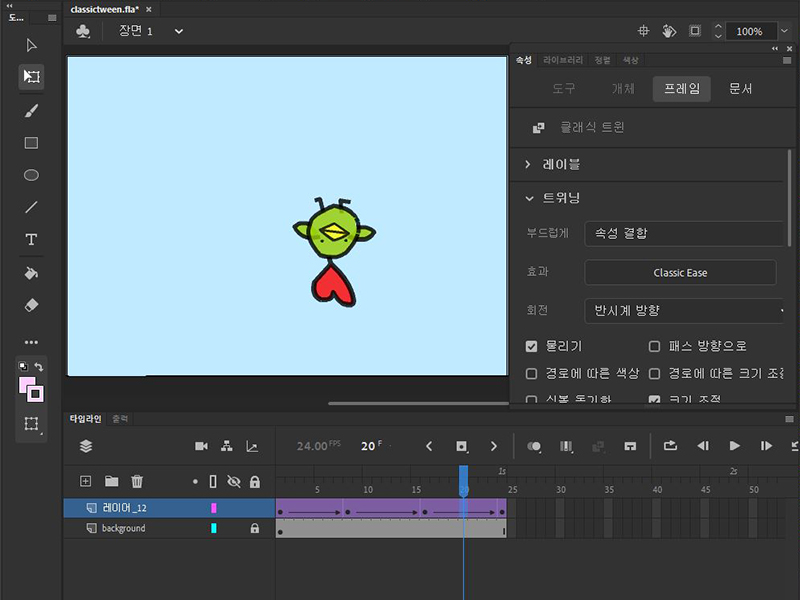 도...
classictween.fla*
장면 1
100%
속성 라이브러리 정렬 색상
도구 개체 프레임 문서
클래식 트윈
레이블
트위닝
부드럽게 속성 결합
효과 Classic Ease
회전 반시계 방향
물리기 패스 방향으로
경로에 따른 색상 경로에 따른 크기 조정
심볼 동기화 크기 조절
타임라인 출력
24.00 FPS 20 F
1s 2s
5 10 15 20 25 30 35 40 45 50
레이어_12
background